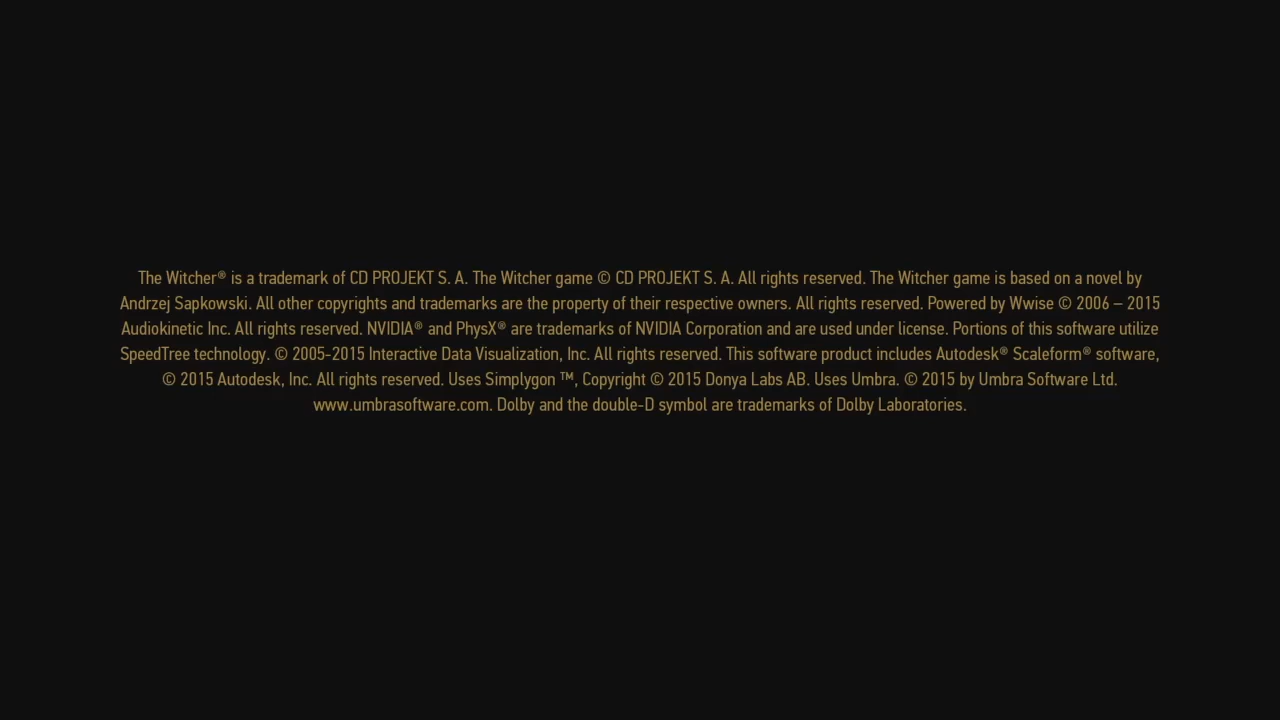 The Witcher® is a trademark of CD PROJEKT S. A. The Witcher game © CD PROJEKT S. A. All rights reserved. The Witcher game is based on a novel by
Andrzej Sapkowski. All other copyrights and trademarks are the property of their respective owners. All rights reserved. Powered by Wwise © 2006 – 2015
Audiokinetic Inc. All rights reserved. NVIDIA® and PhysX® are trademarks of NVIDIA Corporation and are used under license. Portions of this software utilize
SpeedTree technology. © 2005-2015 Interactive Data Visualization, Inc. All rights reserved. This software product includes Autodesk® Scaleform® software,
© 2015 Autodesk, Inc. All rights reserved. Uses Simplygon ™, Copyright © 2015 Donya Labs AB. Uses Umbra. © 2015 by Umbra Software Ltd.
www.umbrasoftware.com. Dolby and the double-D symbol are trademarks of Dolby Laboratories.